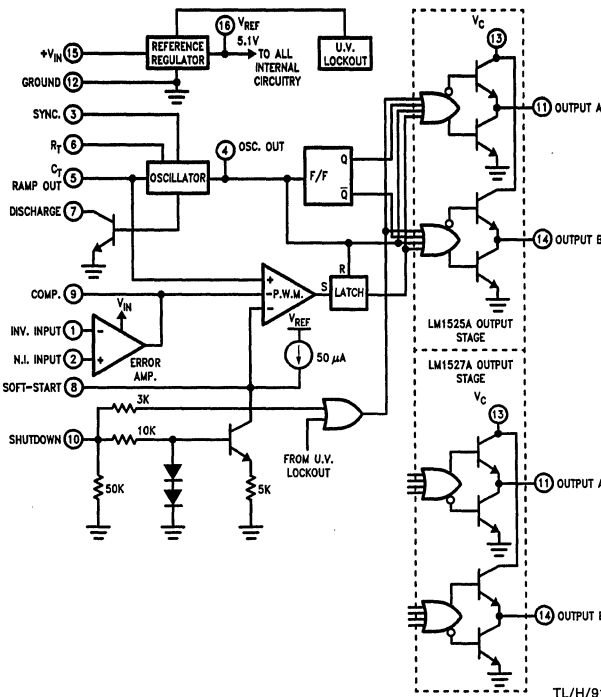 16 VREF
5.1V
TO ALL
INTERNAL
CIRCUITRY
+VIN 15
REFERENCE
REGULATOR
U.V.
LOCKOUT
GROUND 12
SYNC. 3
RT 6
CT 5
RAMP OUT
OSCILLATOR
4 OSC. OUT
F/F
Q
Q̅
DISCHARGE 7
COMP. 9
+
-
-
P.W.M.
S
R
LATCH
VIN
INV. INPUT 1
-
N.I. INPUT 2
+
ERROR
AMP.
VREF
50 μA
SOFT-START 8
3K
SHUTDOWN 10
10K
50K
5K
FROM U.V.
LOCKOUT
VC
13
11 OUTPUT A
14 OUTPUT B
LM1525A OUTPUT
STAGE
LM1527A OUTPUT
STAGE
VC
13
11 OUTPUT A
14 OUTPUT B